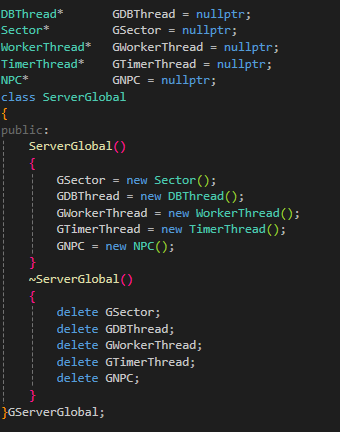 DBThread*      GDBThread = nullptr;
Sector*        GSector = nullptr;
WorkerThread*  GWorkerThread = nullptr;
TimerThread*   GTimerThread = nullptr;
NPC*           GNPC = nullptr;
class ServerGlobal
{
public:
    ServerGlobal()
    {
        GSector = new Sector();
        GDBThread = new DBThread();
        GWorkerThread = new WorkerThread();
        GTimerThread = new TimerThread();
        GNPC = new NPC();
    }
    ~ServerGlobal()
    {
        delete GSector;
        delete GDBThread;
        delete GWorkerThread;
        delete GTimerThread;
        delete GNPC;
    }
}GServerGlobal;